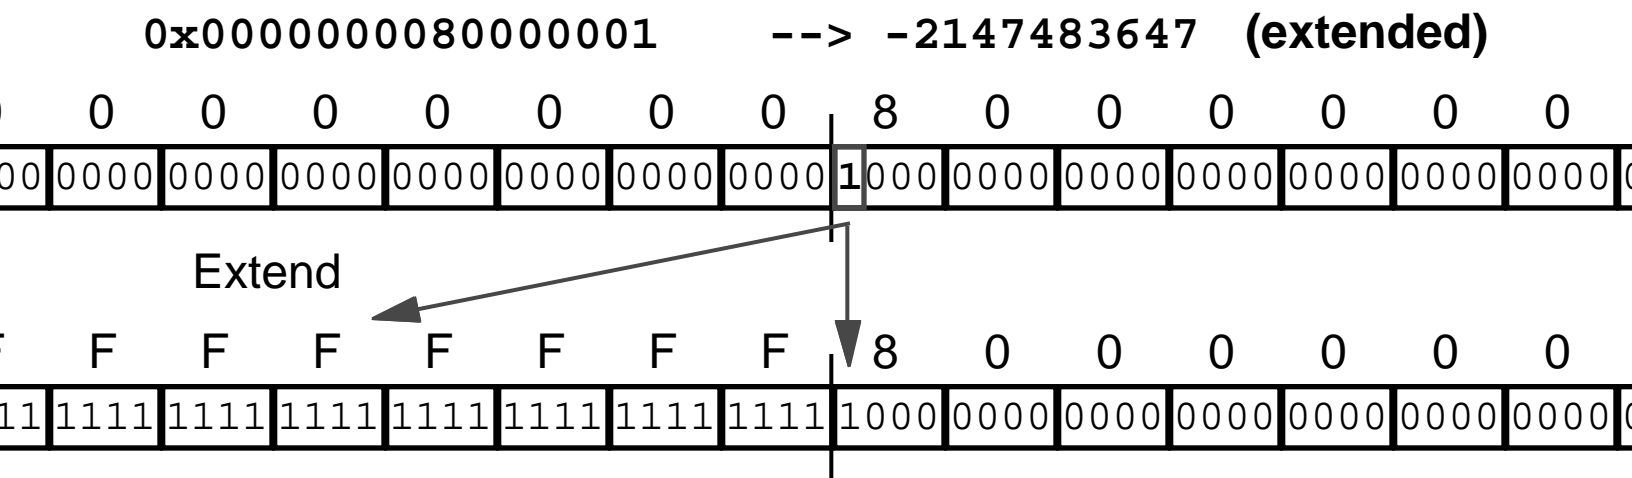 0x0000000080000001 --> -2147483647 (extended)
0 0 0 0 0 0 0 8 0 0 0 0 0 0
00 0000 0000 0000 0000 0000 0000 0000 1000 0000 0000 0000 0000 0000 0000
Extend
F F F F F F F 8 0 0 0 0 0 0
11 1111 1111 1111 1111 1111 1111 1111 1000 0000 0000 0000 0000 0000 0000